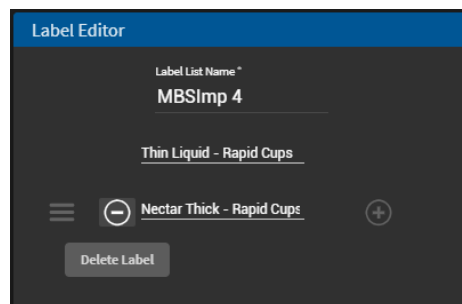 Label Editor
Label List Name *
MBSImp 4
Thin Liquid - Rapid Cups
Nectar Thick - Rapid Cups
Delete Label